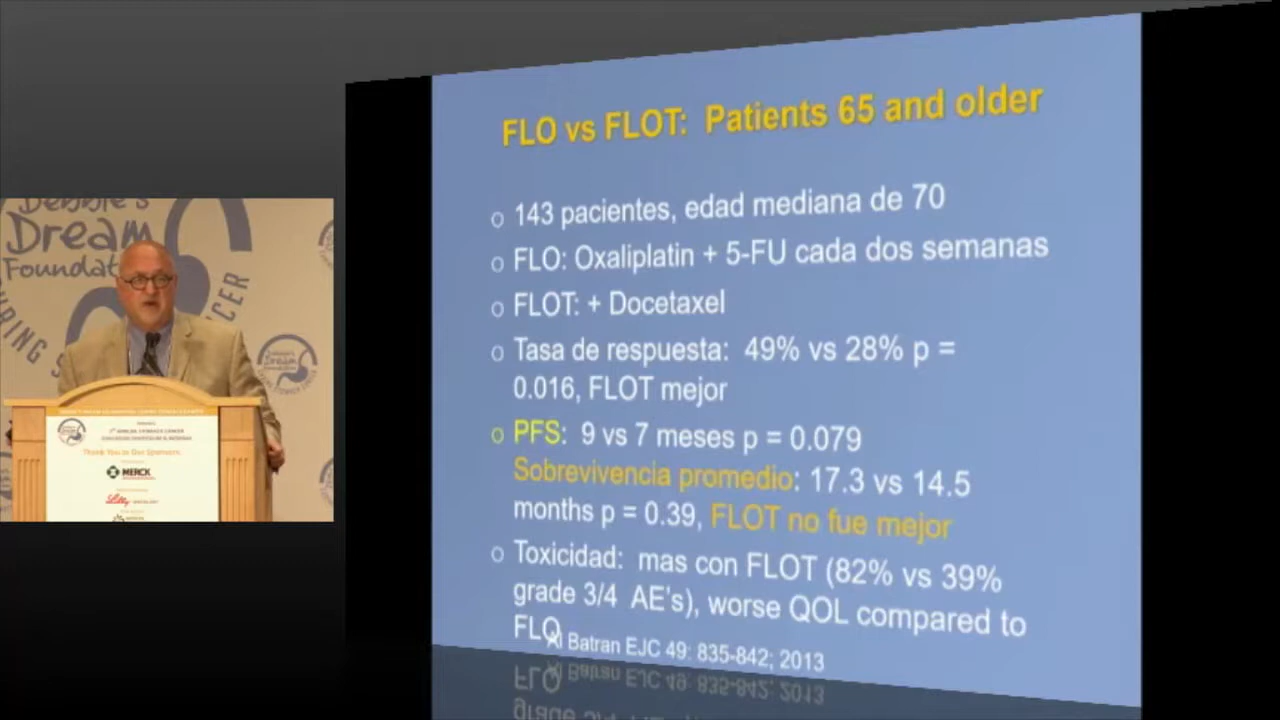 FLO vs FLOT: Patients 65 and older
o 143 pacientes, edad mediana de 70
o FLO: Oxaliplatin + 5-FU cada dos semanas
o FLOT: + Docetaxel
o Tasa de respuesta: 49% vs 28% p =
0.016, FLOT mejor
o PFS: 9 vs 7 meses p = 0.079
Sobrevivencia promedio: 17.3 vs 14.5
months p = 0.39, FLOT no fue mejor
o Toxicidad: mas con FLOT (82% vs 39%
grade 3/4 AE's), worse QOL compared to
FLO
Al Batran EJC 49: 835-842; 2013
Debbie's
Dream
Foundat
CURING
CER
Thank You to Our Sponsors:
MERCK
Lilly